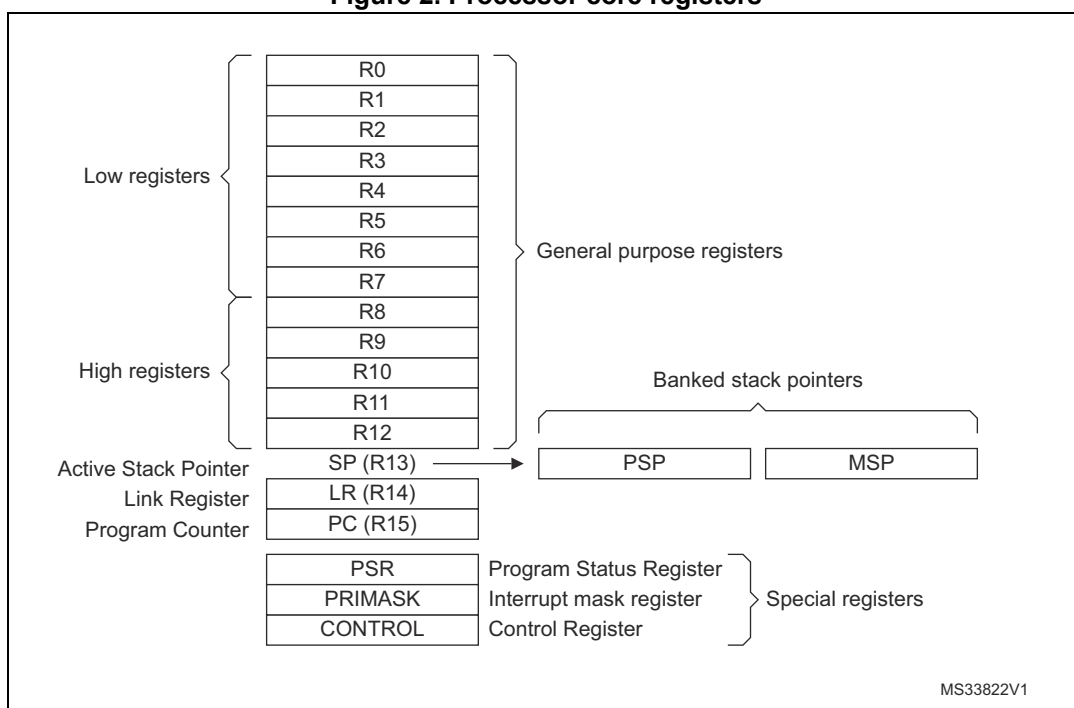 Figure 2. Processor core registers
R0
R1
R2
R3
Low registers
R4
R5
R6
General purpose registers
R7
R8
R9
High registers
R10
Banked stack pointers
R11
R12
Active Stack Pointer
SP (R13)
PSP
MSP
Link Register
LR (R14)
Program Counter
PC (R15)
PSR
Program Status Register
PRIMASK
Interrupt mask register
Special registers
CONTROL
Control Register
MS33822V1